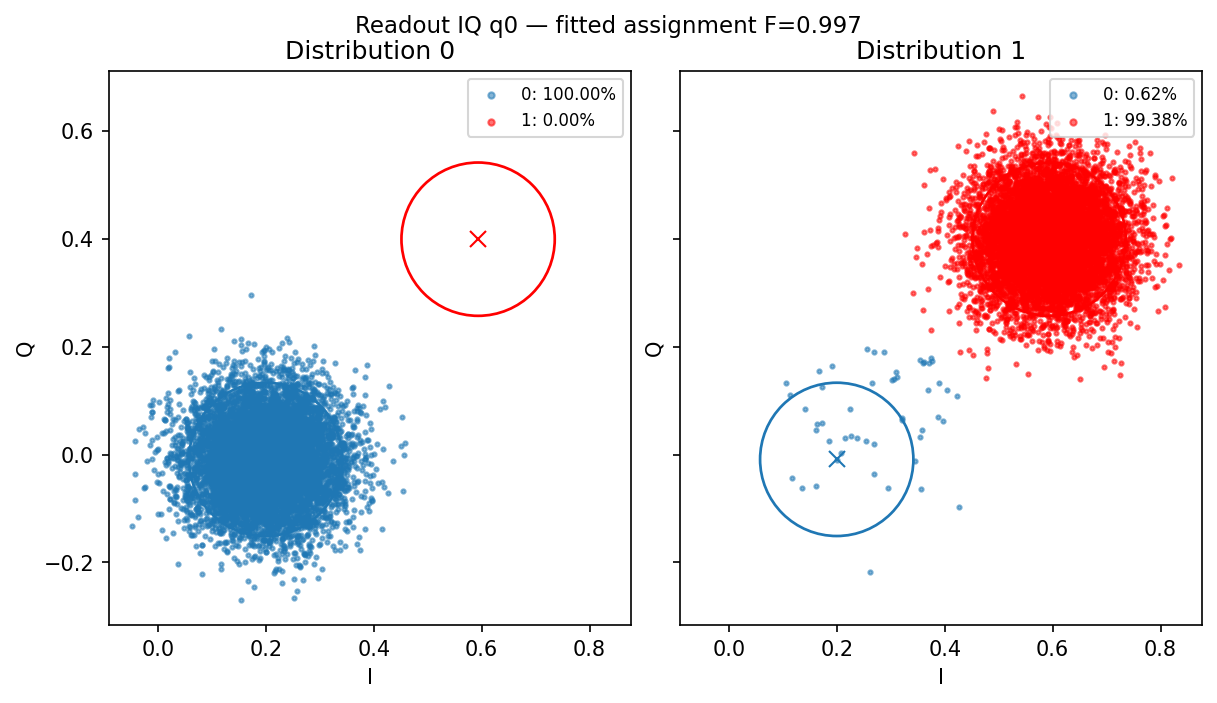 Readout IQ q0 — fitted assignment F=0.997
Distribution 0
Distribution 1
0: 100.00%
1: 0.00%
0: 0.62%
1: 99.38%
Q
0.6
0.4
0.2
0.0
−0.2
0.0 0.2 0.4 0.6 0.8
I
Q
0.0 0.2 0.4 0.6 0.8
I